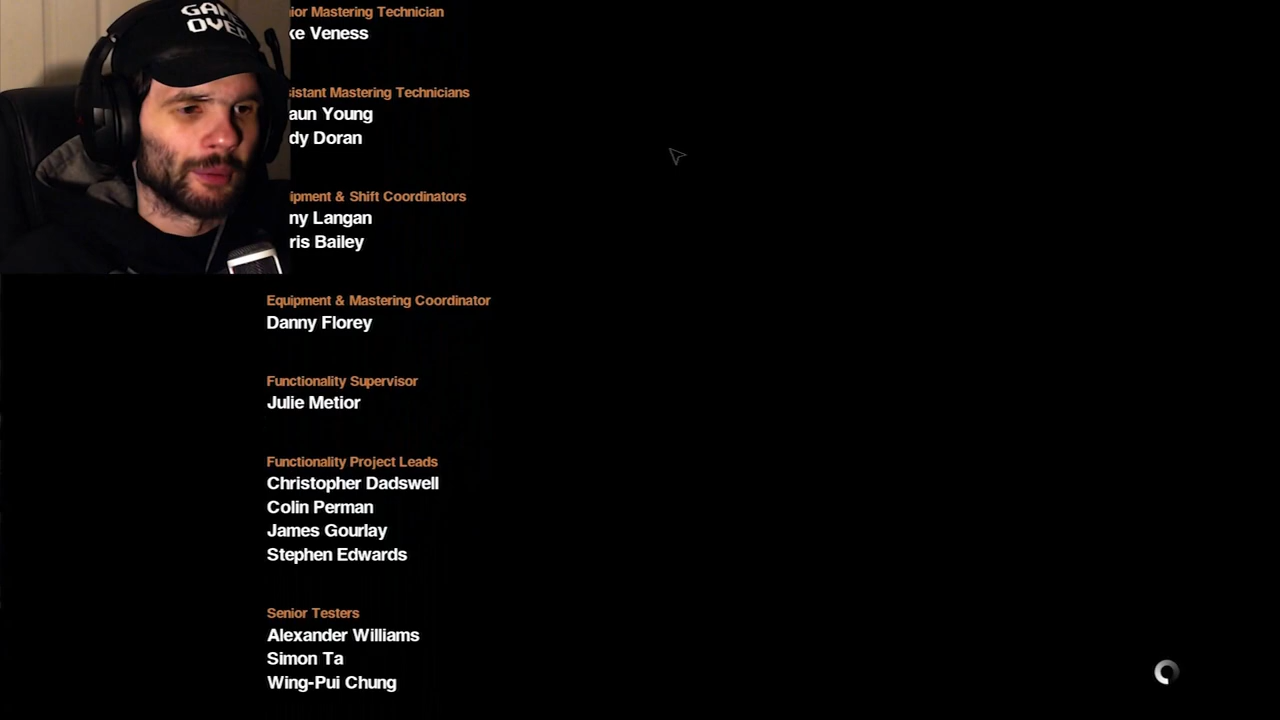 GAME
OVER
ior Mastering Technician
ke Veness
sistant Mastering Technicians
aun Young
dy Doran
ipment & Shift Coordinators
ny Langan
ris Bailey
Equipment & Mastering Coordinator
Danny Florey
Functionality Supervisor
Julie Metior
Functionality Project Leads
Christopher Dadswell
Colin Perman
James Gourlay
Stephen Edwards
Senior Testers
Alexander Williams
Simon Ta
Wing-Pui Chung